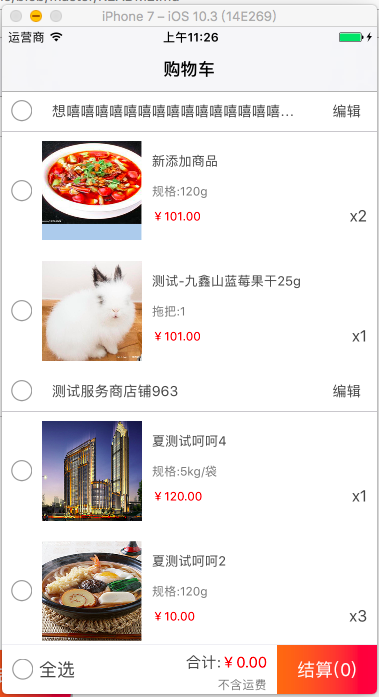 iPhone 7 – iOS 10.3 (14E269)
运营商 上午11:26
购物车
想嘻嘻嘻嘻嘻嘻嘻嘻嘻嘻嘻嘻嘻嘻嘻... 编辑
新添加商品
规格:120g
￥101.00 x2
测试-九鑫山蓝莓果干25g
拖把:1
￥101.00 x1
测试服务商店铺963 编辑
夏测试呵呵4
规格:5kg/袋
￥120.00 x1
夏测试呵呵2
规格:120g
￥10.00 x3
全选 合计:￥0.00 结算(0)
不含运费